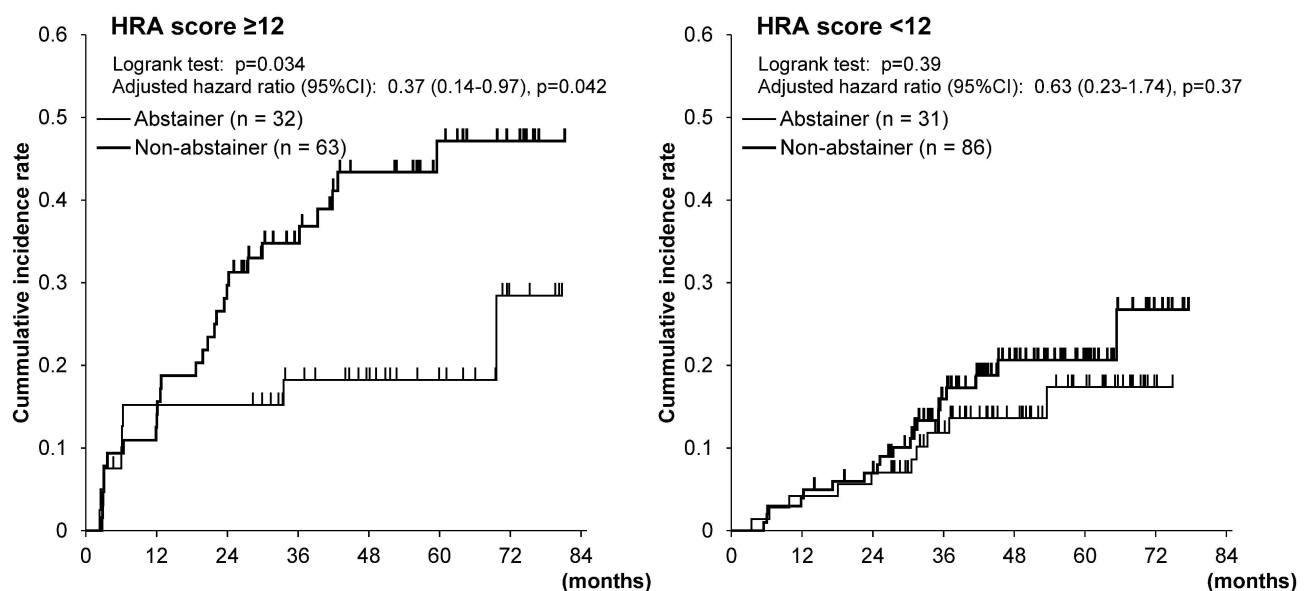 HRA score ≥12
Logrank test: p=0.034
Adjusted hazard ratio (95%CI): 0.37 (0.14-0.97), p=0.042
Abstainer (n = 32)
Non-abstainer (n = 63)
Cummulative incidence rate
0.6
0.5
0.4
0.3
0.2
0.1
0
0 12 24 36 48 60 72 84
(months)
HRA score <12
Logrank test: p=0.39
Adjusted hazard ratio (95%CI): 0.63 (0.23-1.74), p=0.37
Abstainer (n = 31)
Non-abstainer (n = 86)
Cummulative incidence rate
0.6
0.5
0.4
0.3
0.2
0.1
0
0 12 24 36 48 60 72 84
(months)